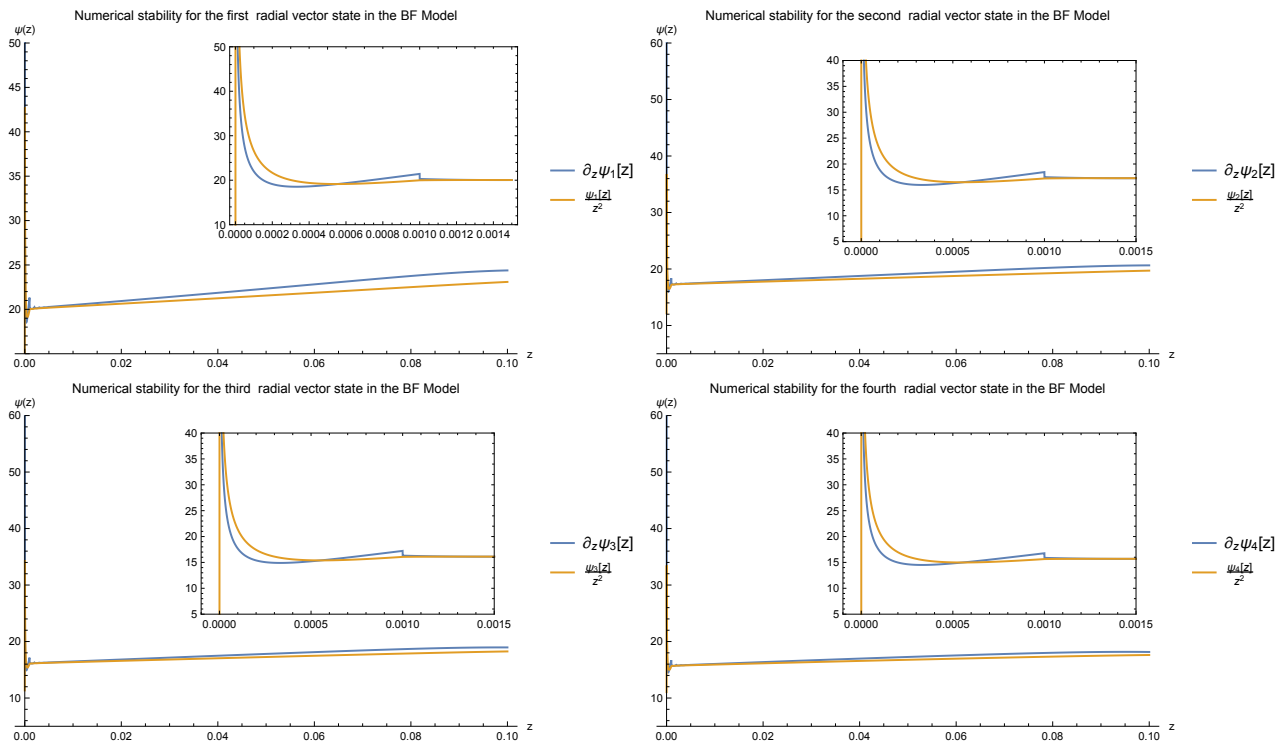 Numerical stability for the first radial vector state in the BF Model
ψ(z)
50
45
40
35
30
25
20
0.00 0.02 0.04 0.06 0.08 0.10 z
50
40
30
20
10
0.0000 0.0002 0.0004 0.0006 0.0008 0.0010 0.0012 0.0014
∂zψ1[z]
ψ1[z]
z2
Numerical stability for the second radial vector state in the BF Model
ψ(z)
60
50
40
30
20
10
0.00 0.02 0.04 0.06 0.08 0.10 z
40
35
30
25
20
15
10
5
0.0000 0.0005 0.0010 0.0015
∂zψ2[z]
ψ2[z]
z2
Numerical stability for the third radial vector state in the BF Model
ψ(z)
60
50
40
30
20
10
0.00 0.02 0.04 0.06 0.08 0.10 z
40
35
30
25
20
15
10
5
0.0000 0.0005 0.0010 0.0015
∂zψ3[z]
ψ3[z]
z2
Numerical stability for the fourth radial vector state in the BF Model
ψ(z)
60
50
40
30
20
10
0.00 0.02 0.04 0.06 0.08 0.10 z
40
35
30
25
20
15
10
5
0.0000 0.0005 0.0010 0.0015
∂zψ4[z]
ψ4[z]
z2